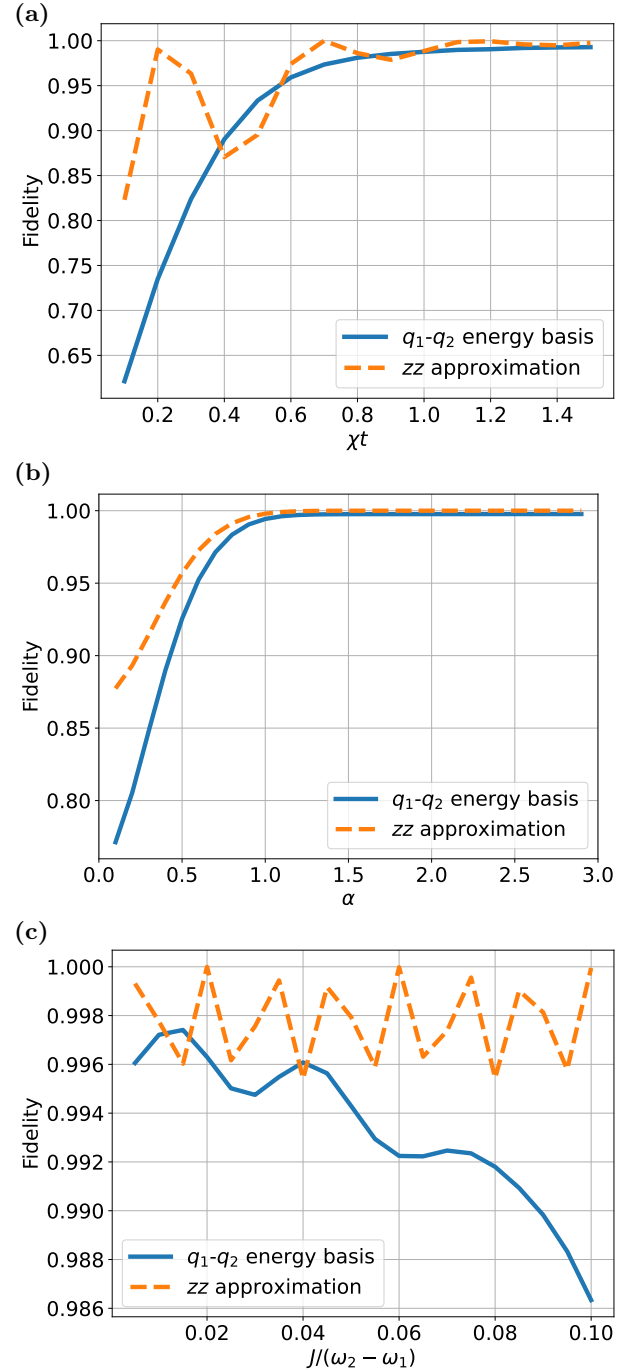 (a)
1.00
0.95
0.90
0.85
0.80
0.75
0.70
0.65
Fidelity
q₁-q₂ energy basis
zz approximation
0.2 0.4 0.6 0.8 1.0 1.2 1.4
χt
(b)
1.00
0.95
0.90
0.85
0.80
Fidelity
q₁-q₂ energy basis
zz approximation
0.0 0.5 1.0 1.5 2.0 2.5 3.0
α
(c)
1.000
0.998
0.996
0.994
0.992
0.990
0.988
0.986
Fidelity
q₁-q₂ energy basis
zz approximation
0.02 0.04 0.06 0.08 0.10
J/(ω₂ − ω₁)